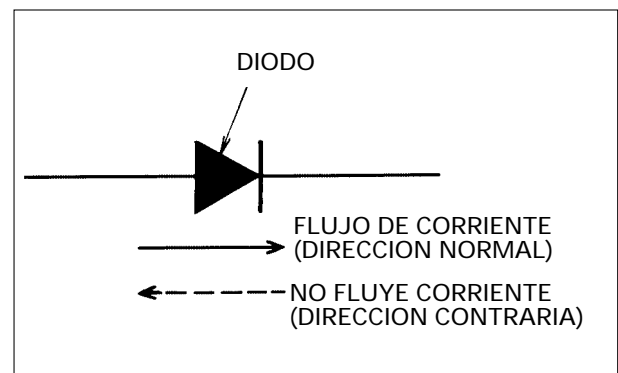 DIODO
FLUJO DE CORRIENTE
(DIRECCION NORMAL)
NO FLUYE CORRIENTE
(DIRECCION CONTRARIA)